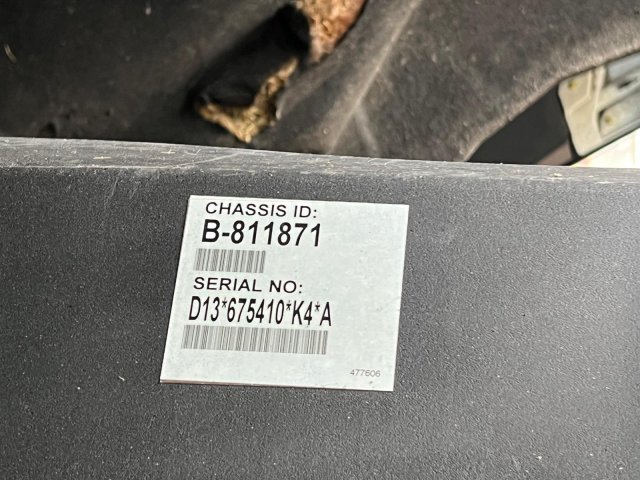 CHASSIS ID:
B-811871
SERIAL NO:
D13*675410*K4*A
477606